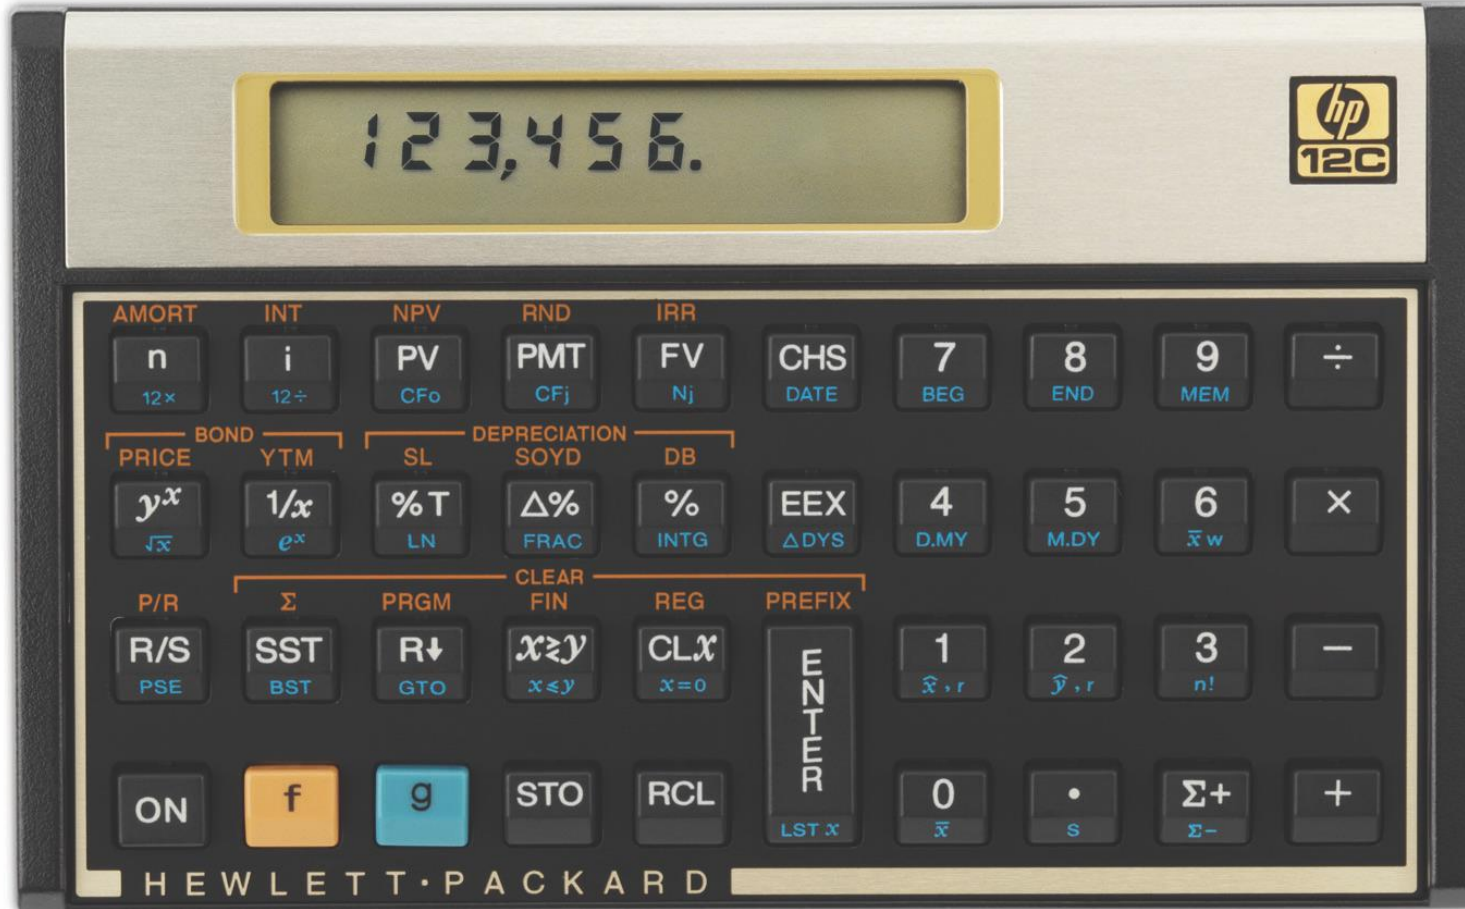 123,456.
hp
12C
AMORT INT NPV RND IRR
n i PV PMT FV CHS 7 8 9 ÷
12× 12÷ CFo CFj Nj DATE BEG END MEM
BOND DEPRECIATION
PRICE YTM SL SOYD DB
yˣ 1/x %T Δ% % EEX 4 5 6 ×
√x eˣ LN FRAC INTG ΔDYS D.MY M.DY x̄w
CLEAR
P/R Σ PRGM FIN REG PREFIX
R/S SST R↓ x≷y CLx ENTER 1 2 3 −
PSE BST GTO x≤y x=0 x̂,r ŷ,r n!
ON f g STO RCL 0 • Σ+ +
LST x x̄ s Σ−
HEWLETT·PACKARD